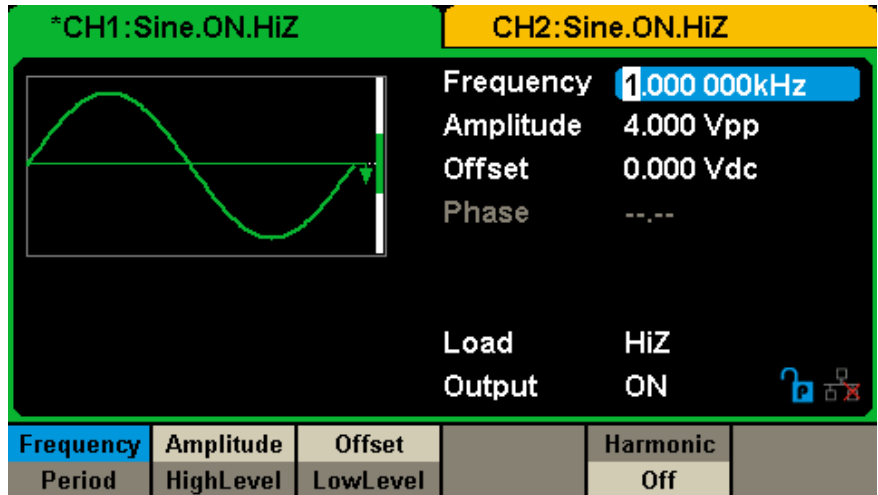 *CH1:Sine.ON.HiZ CH2:Sine.ON.HiZ
Frequency 1.000 000kHz
Amplitude 4.000 Vpp
Offset 0.000 Vdc
Phase --.--
Load HiZ
Output ON P
Frequency Amplitude Offset Harmonic
Period HighLevel LowLevel Off